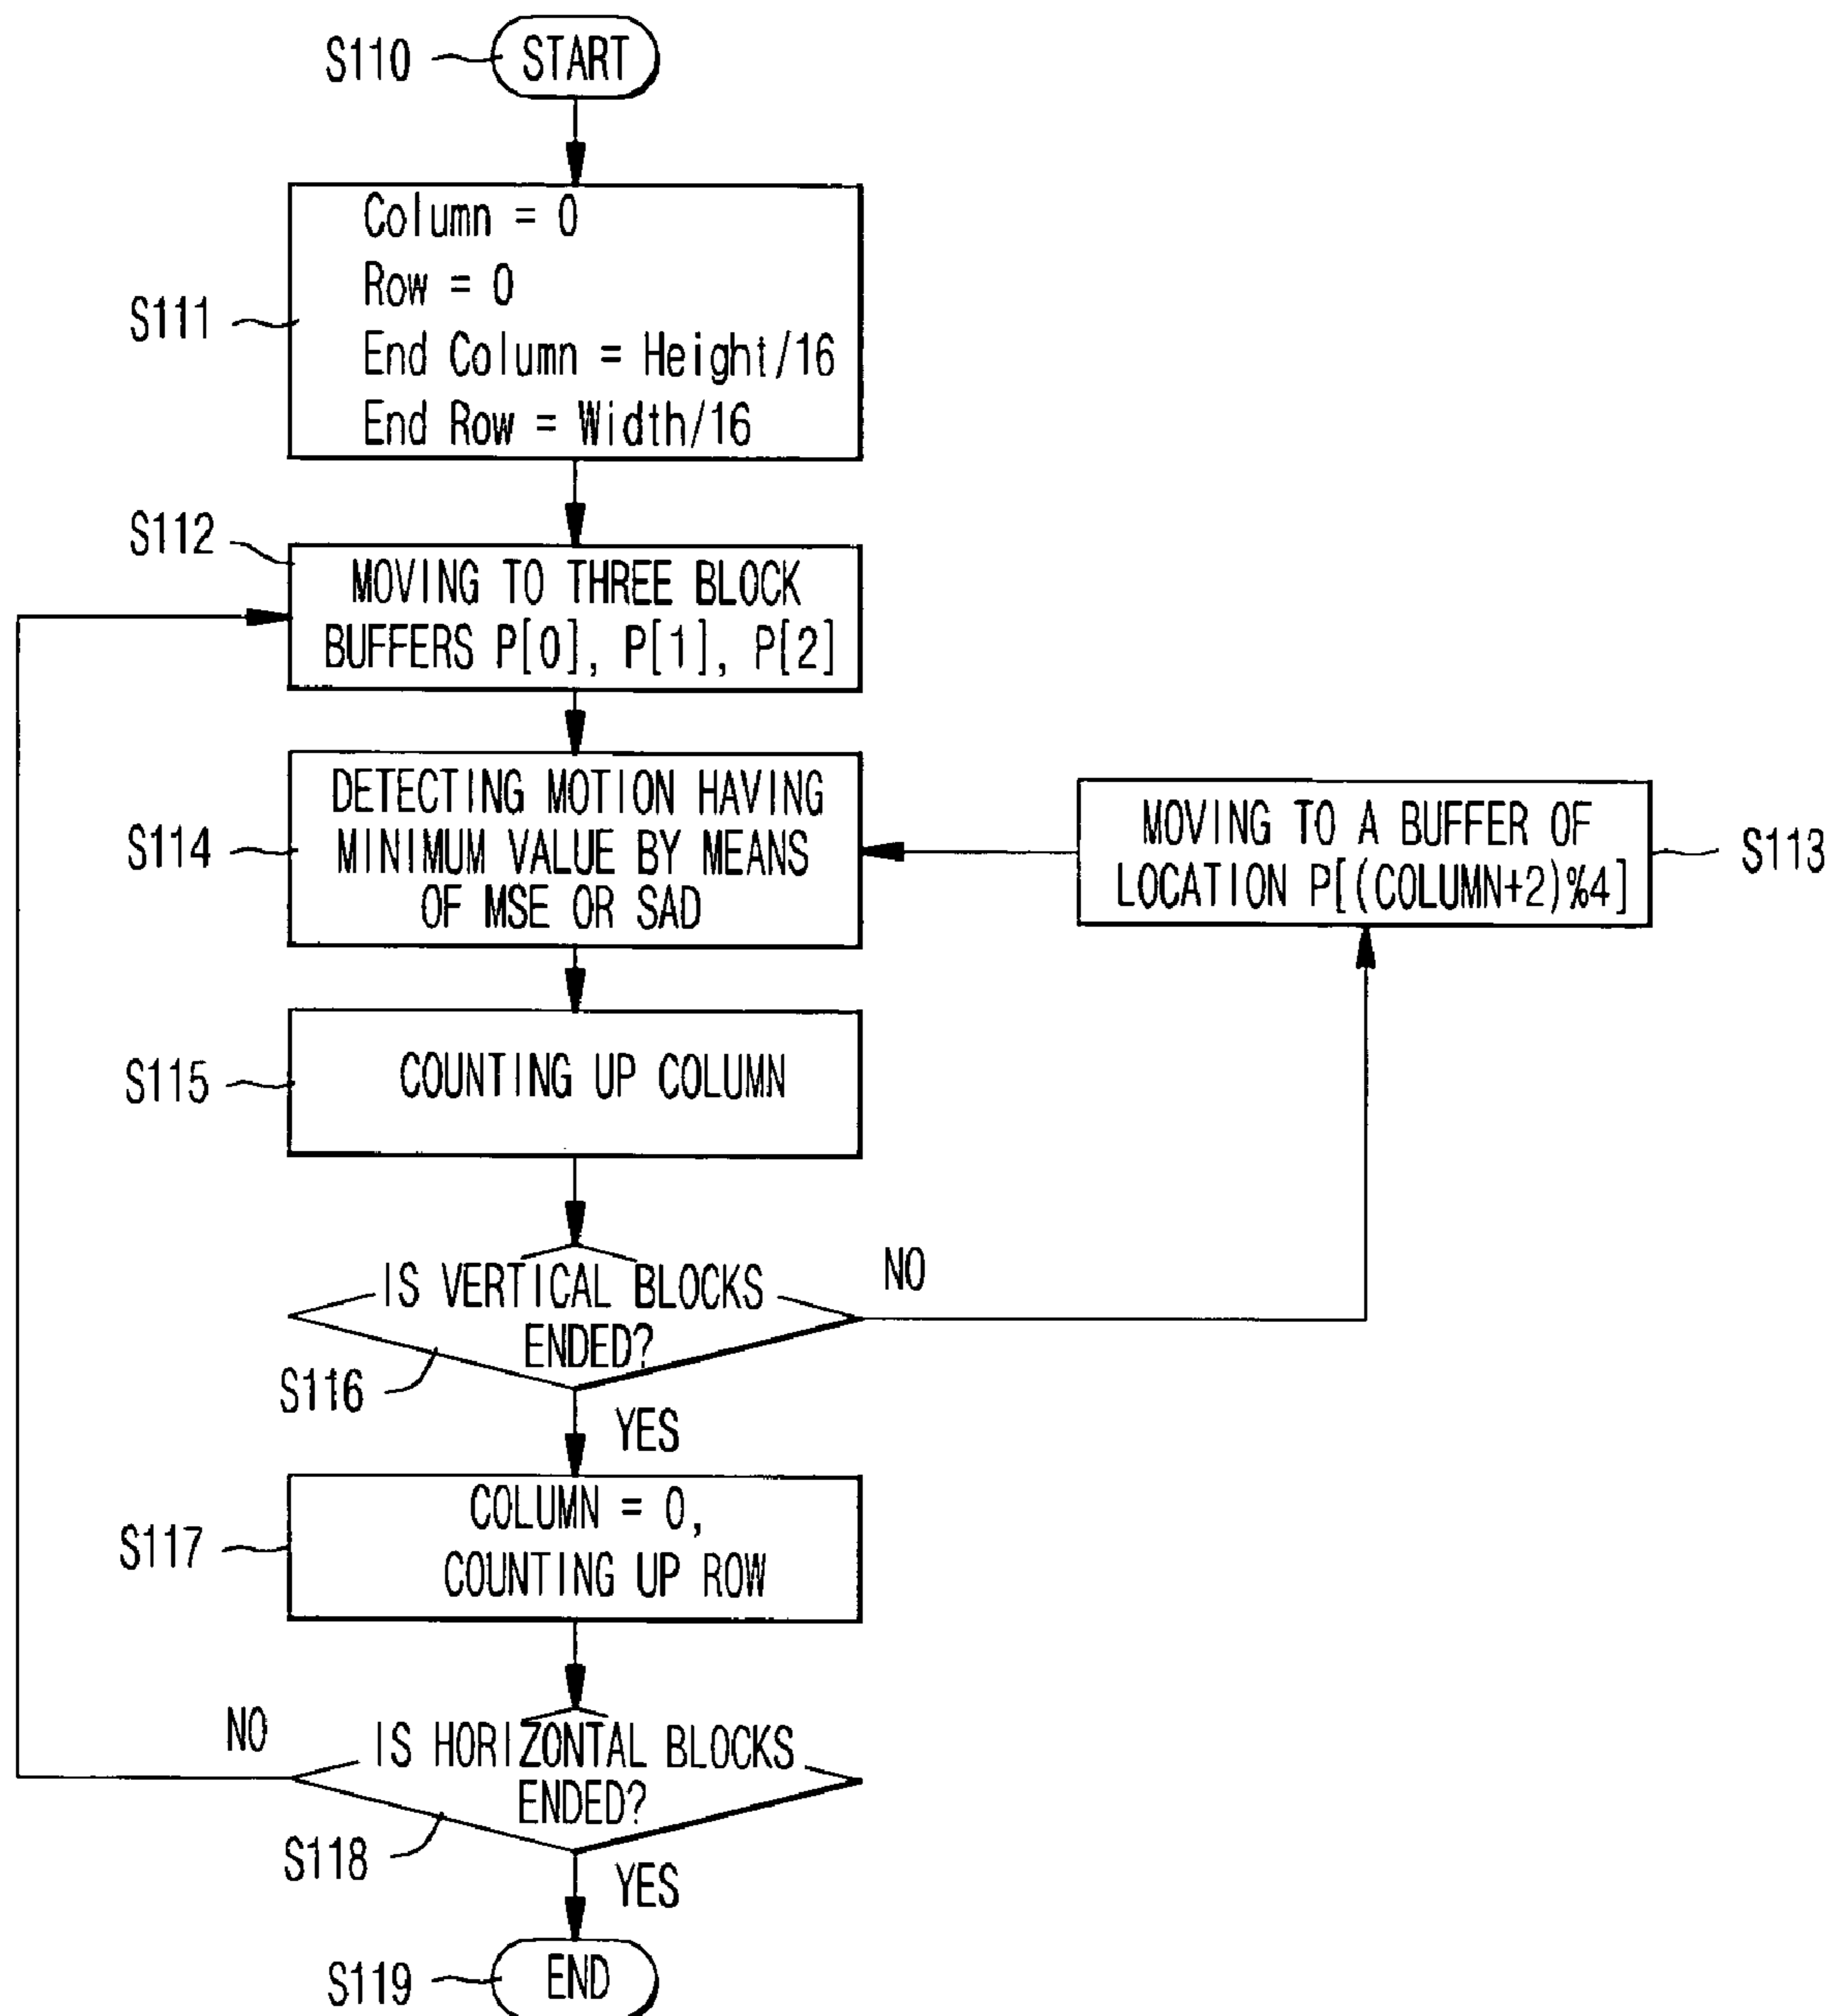 S110
START
S111
Column = 0
Row = 0
End Column = Height/16
End Row = Width/16
S112
MOVING TO THREE BLOCK
BUFFERS P[0], P[1], P[2]
S114
DETECTING MOTION HAVING
MINIMUM VALUE BY MEANS
OF MSE OR SAD
MOVING TO A BUFFER OF
LOCATION P[(COLUMN+2)%4]
S113
S115
COUNTING UP COLUMN
IS VERTICAL BLOCKS
ENDED?
NO
S116
YES
S117
COLUMN = 0,
COUNTING UP ROW
NO
IS HORIZONTAL BLOCKS
ENDED?
S118
YES
S119
END